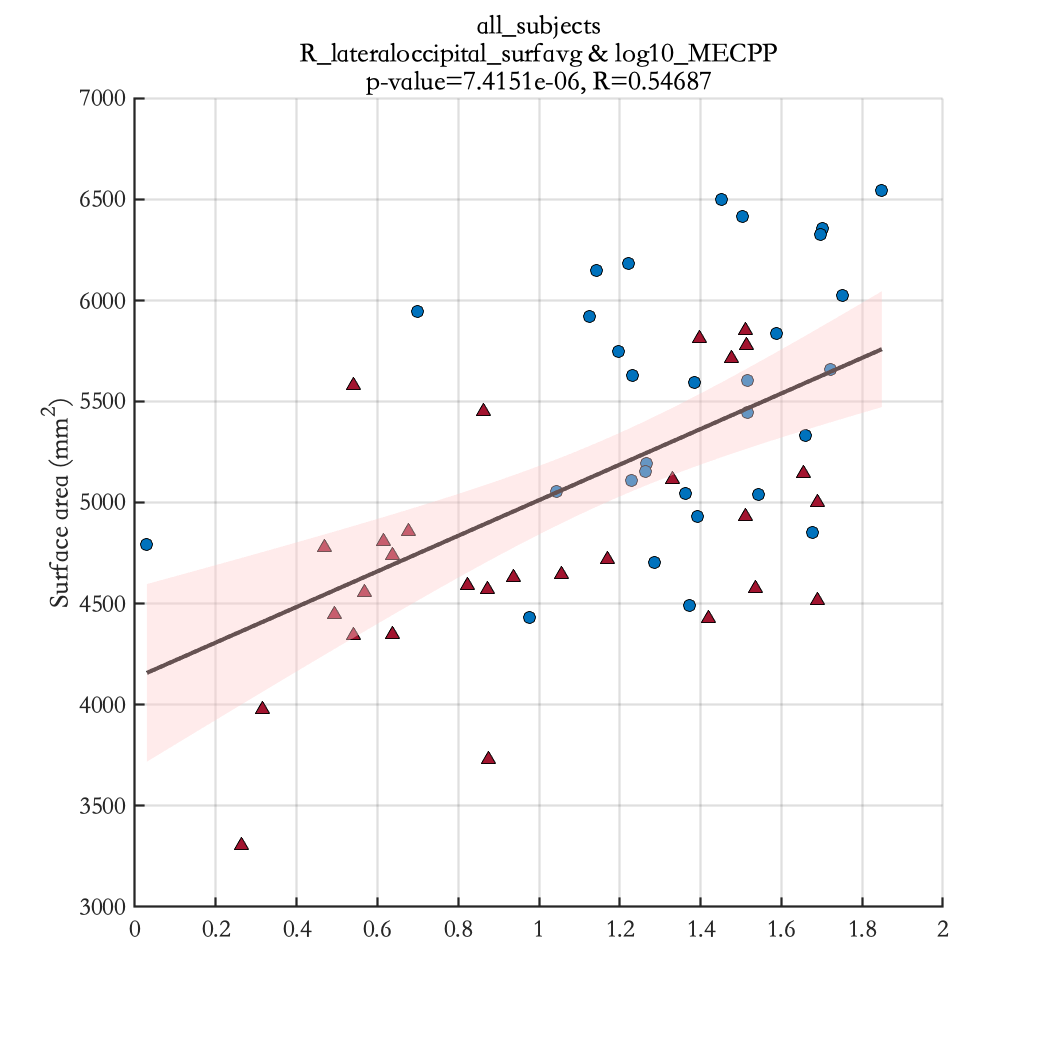 all_subjects
R_lateraloccipital_surfavg & log10_MECPP
p-value=7.4151e-06, R=0.54687
7000
6500
6000
5500
5000
4500
4000
3500
3000
Surface area (mm²)
0 0.2 0.4 0.6 0.8 1 1.2 1.4 1.6 1.8 2